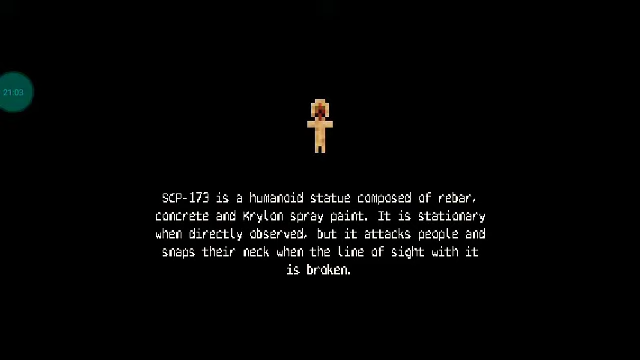 21:03
SCP-173 is a humanoid statue composed of rebar,
concrete and Krylon spray paint. It is stationary
when directly observed, but it attacks people and
snaps their neck when the line of sight with it
is broken.